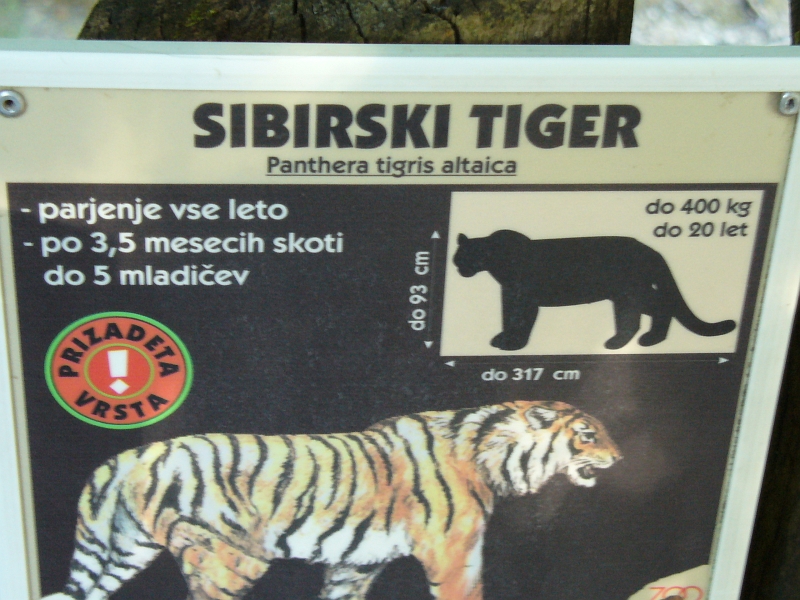 SIBIRSKI TIGER
Panthera tigris altaica
- parjenje vse leto
- po 3,5 mesecih skoti
do 5 mladičev
do 400 kg
do 20 let
do 93 cm
do 317 cm
PRIZADETA
!
VRSTA
ZOO